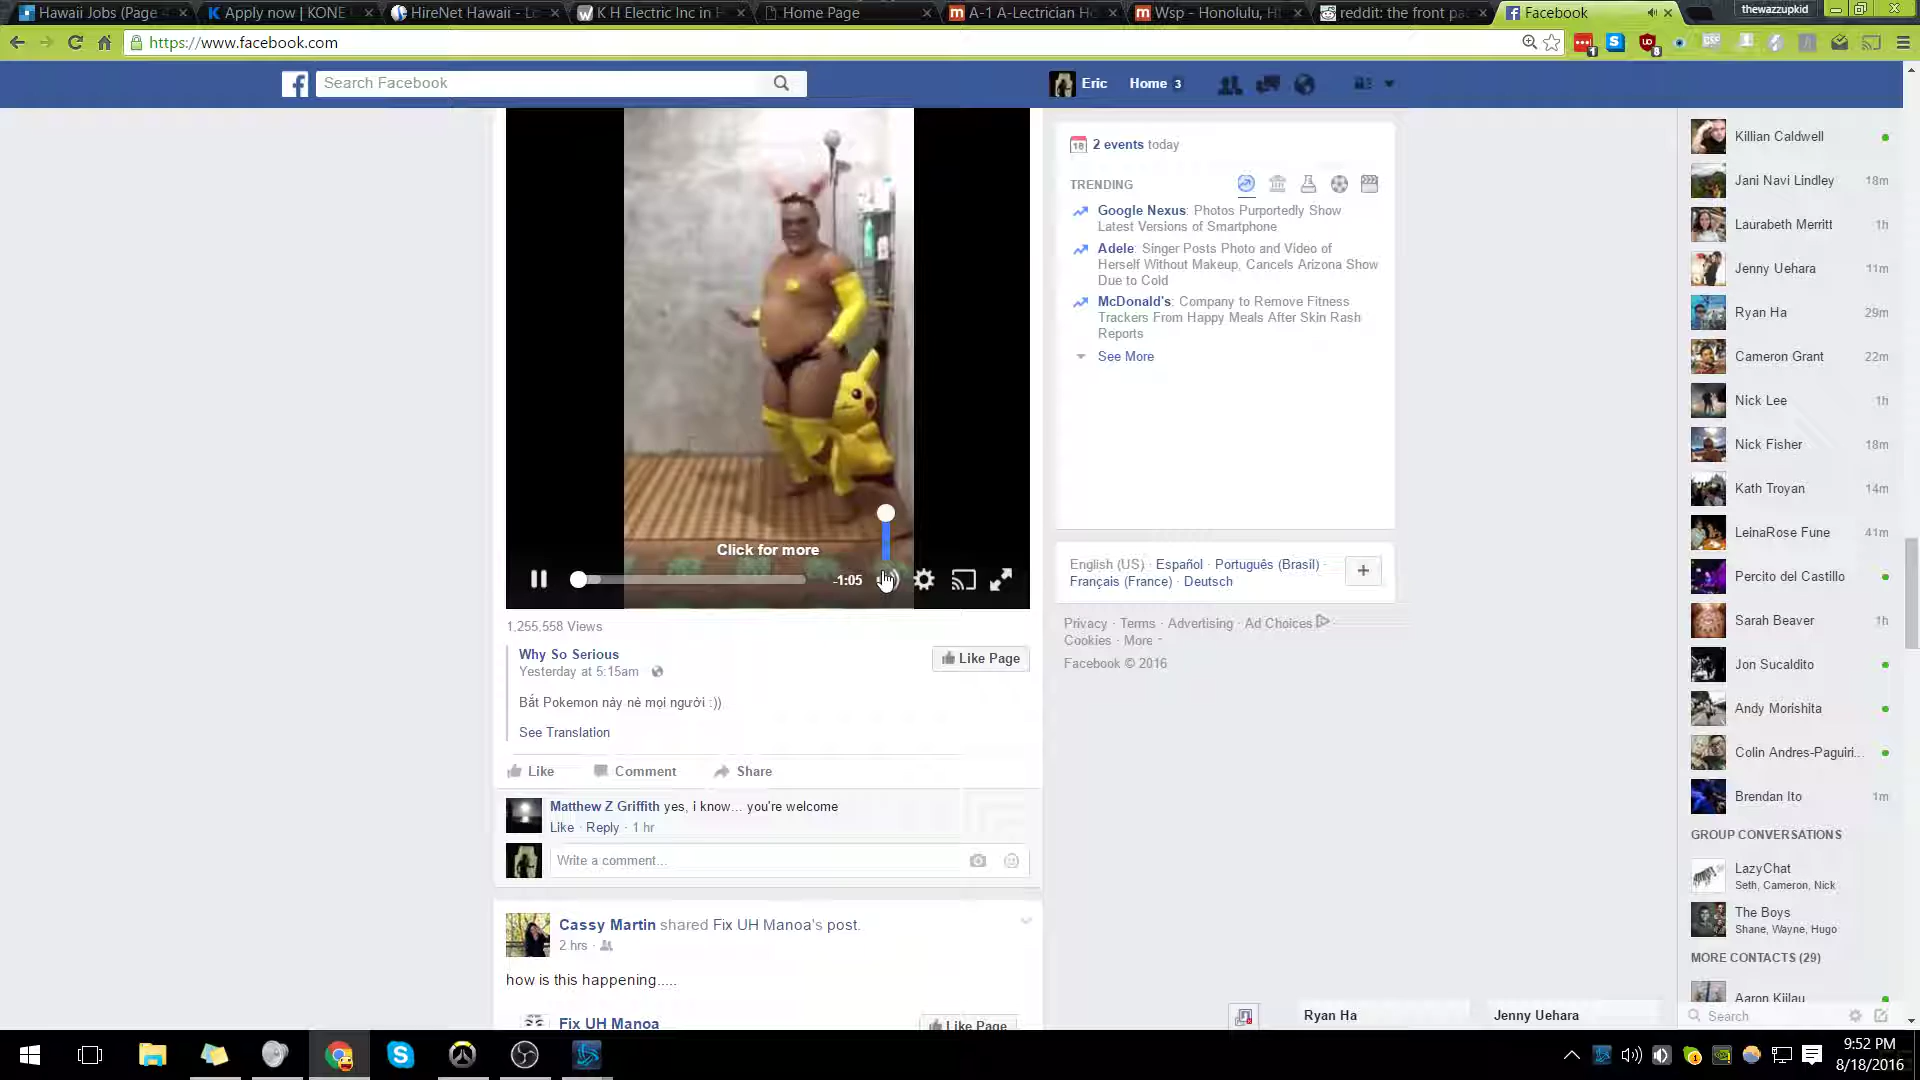 Hawaii Jobs (Page
Apply now | KONE
HireNet Hawaii - Lo
K H Electric Inc in H
Home Page
A-1 A-Lectrician Ho
Wsp - Honolulu, HI
reddit: the front pa
Facebook
thewazzupkid
https://www.facebook.com
Search Facebook
Eric
Home 3
Click for more
-1:05
1,255,558 Views
Why So Serious
Yesterday at 5:15am
Like Page
Bắt Pokemon này nè mọi người :))
See Translation
Like Comment Share
Matthew Z Griffith yes, i know... you're welcome
Like · Reply · 1 hr
Write a comment...
Cassy Martin shared Fix UH Manoa's post.
2 hrs ·
how is this happening.....
Fix UH Manoa
Like Page
18 2 events today
TRENDING
Google Nexus: Photos Purportedly Show
Latest Versions of Smartphone
Adele: Singer Posts Photo and Video of
Herself Without Makeup, Cancels Arizona Show
Due to Cold
McDonald's: Company to Remove Fitness
Trackers From Happy Meals After Skin Rash
Reports
See More
English (US) · Español · Português (Brasil) ·
Français (France) · Deutsch
Privacy · Terms · Advertising · Ad Choices
Cookies · More
Facebook © 2016
Killian Caldwell
Jani Navi Lindley 18m
Laurabeth Merritt 1h
Jenny Uehara 11m
Ryan Ha 29m
Cameron Grant 22m
Nick Lee 1h
Nick Fisher 18m
Kath Troyan 14m
LeinaRose Fune 41m
Percito del Castillo
Sarah Beaver 1h
Jon Sucaldito
Andy Morishita
Colin Andres-Paguiri...
Brendan Ito 1m
GROUP CONVERSATIONS
LazyChat
Seth, Cameron, Nick
The Boys
Shane, Wayne, Hugo
MORE CONTACTS (29)
Aaron Kiilau
Search
Ryan Ha
Jenny Uehara
9:52 PM
8/18/2016